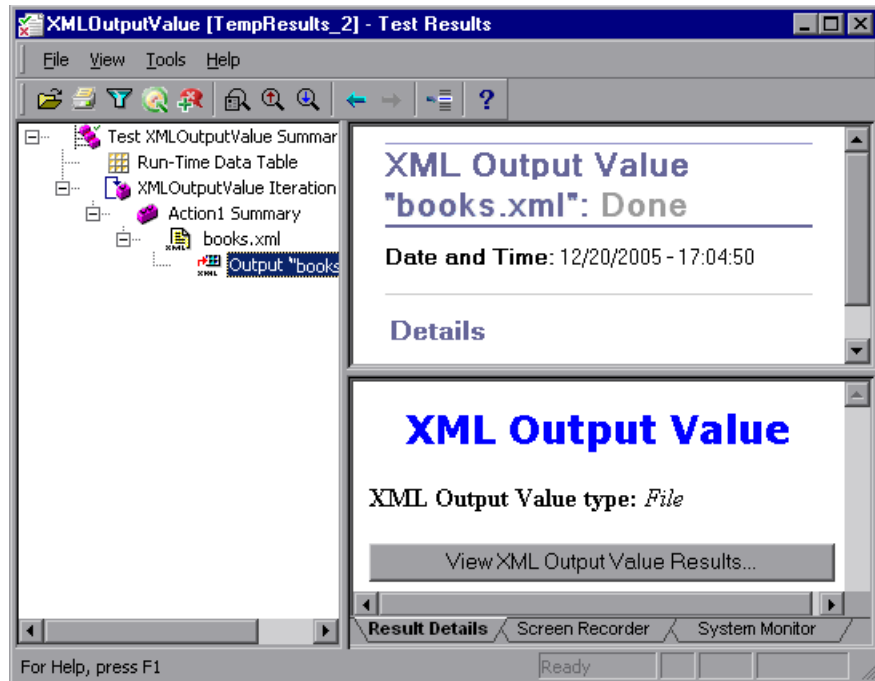 XMLOutputValue [TempResults_2] - Test Results
File View Tools Help
Test XMLOutputValue Summar
Run-Time Data Table
XMLOutputValue Iteration
Action1 Summary
XML
books.xml
XML
Output "books
XML Output Value
"books.xml": Done
Date and Time: 12/20/2005 - 17:04:50
Details
XML Output Value
XML Output Value type: File
View XML Output Value Results...
Result Details Screen Recorder System Monitor
For Help, press F1
Ready